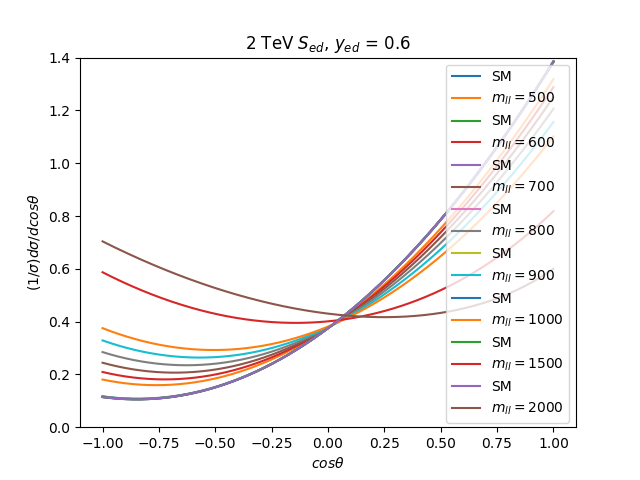 2 TeV S_ed, y_ed = 0.6
(1/σ)dσ/dcosθ
1.4
1.2
1.0
0.8
0.6
0.4
0.2
0.0
−1.00 −0.75 −0.50 −0.25 0.00 0.25 0.50 0.75 1.00
cosθ
SM
m_ll = 500
SM
m_ll = 600
SM
m_ll = 700
SM
m_ll = 800
SM
m_ll = 900
SM
m_ll = 1000
SM
m_ll = 1500
SM
m_ll = 2000